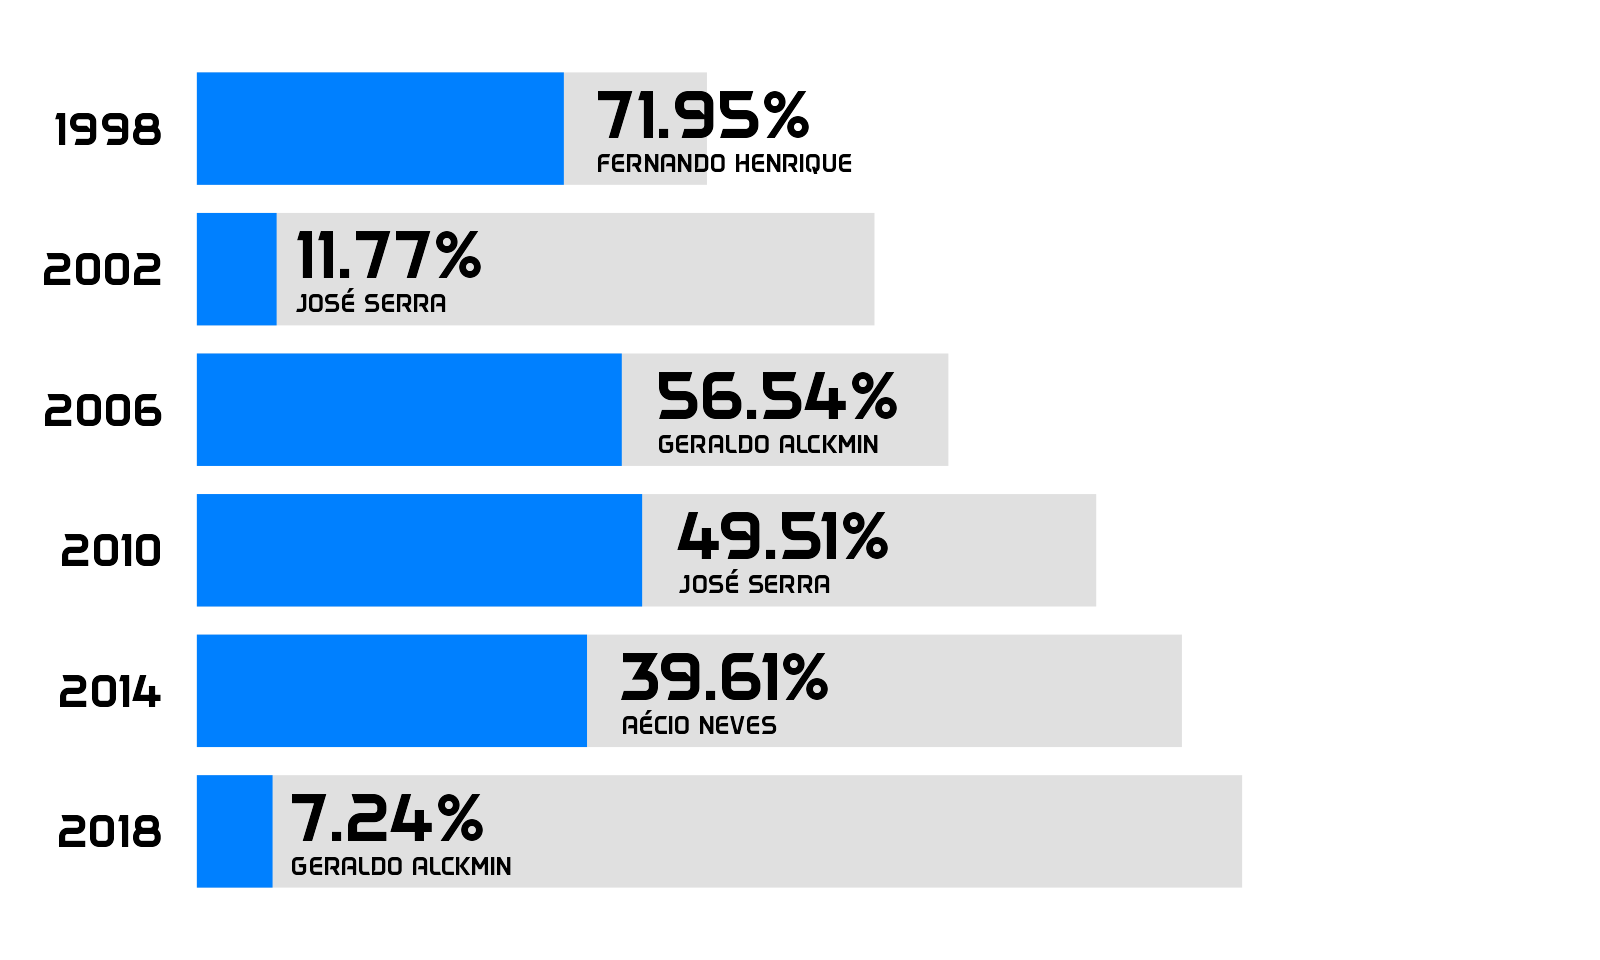 1998
71.95%
FERNANDO HENRIQUE
2002
11.77%
JOSÉ SERRA
2006
56.54%
GERALDO ALCKMIN
2010
49.51%
JOSÉ SERRA
2014
39.61%
AÉCIO NEVES
2018
7.24%
GERALDO ALCKMIN